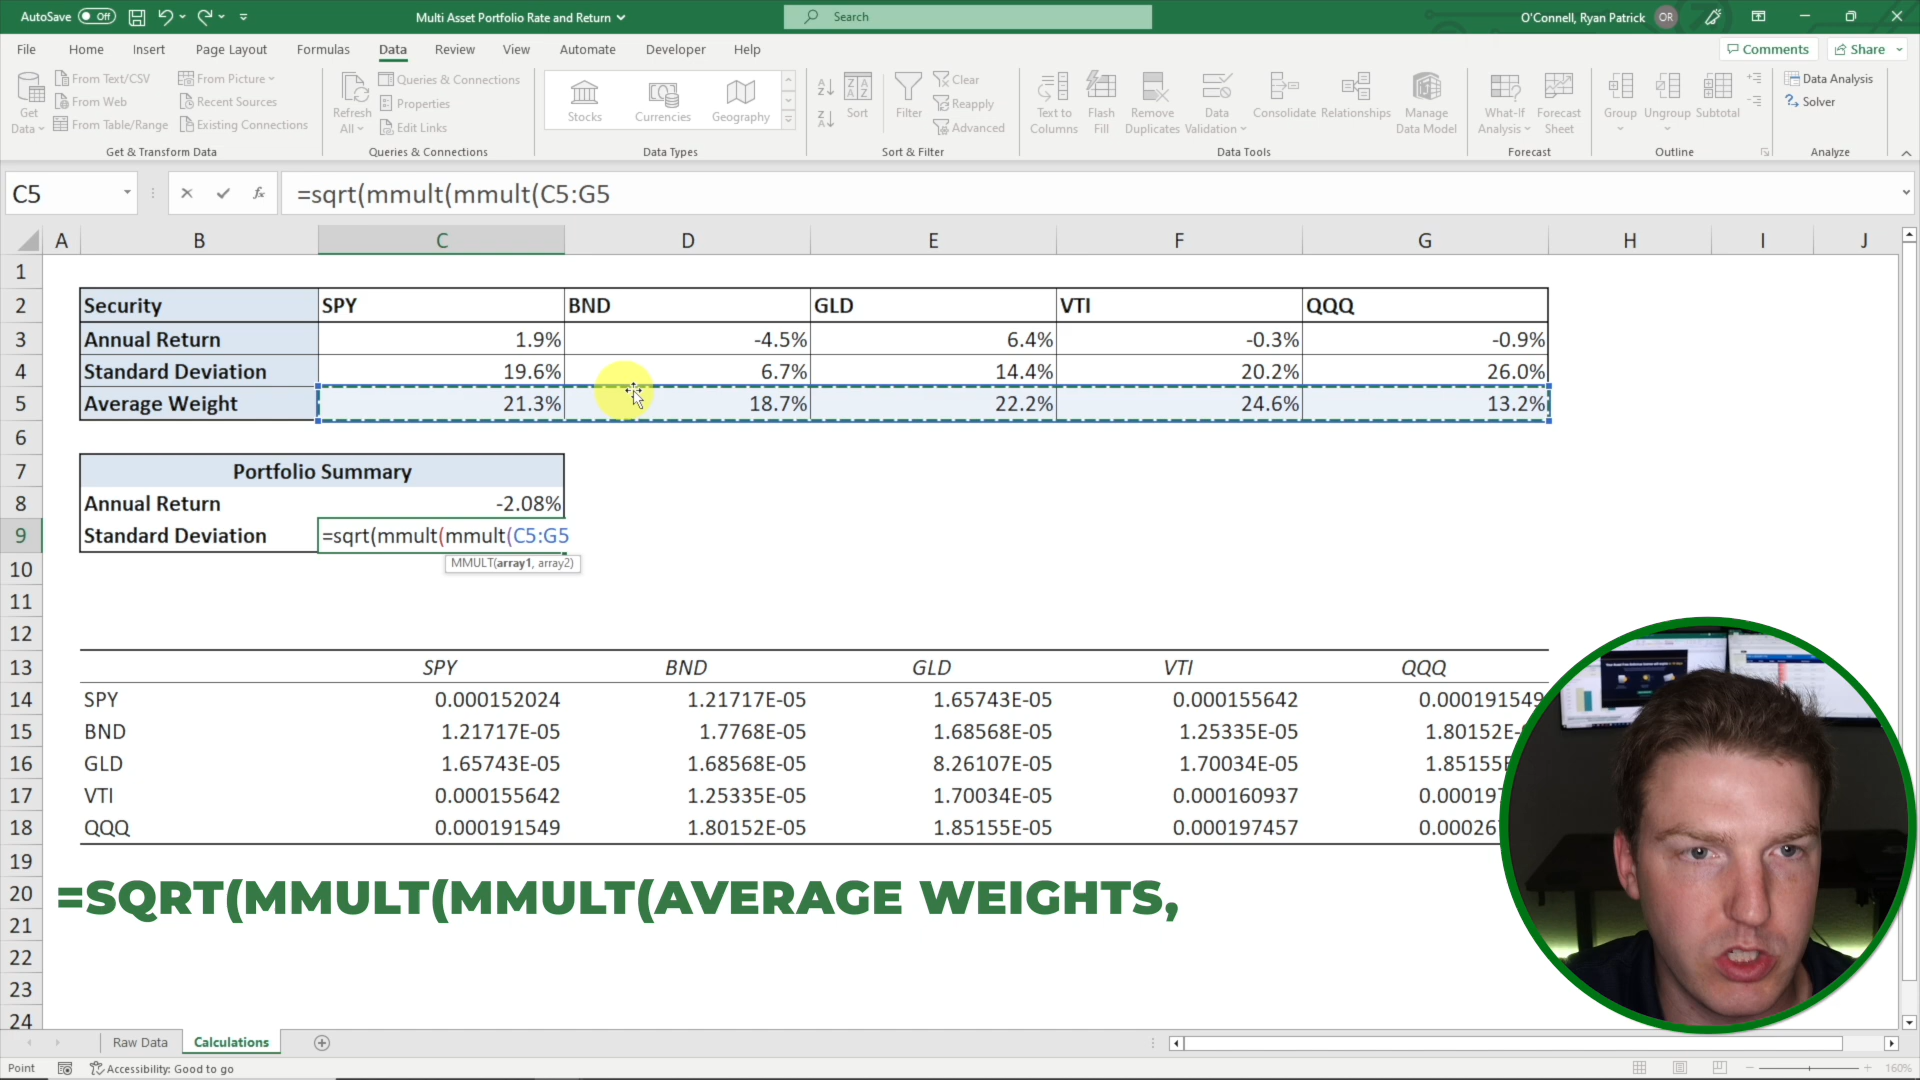 AutoSave Off Multi Asset Portfolio Rate and Return Search O'Connell, Ryan Patrick OR
File Home Insert Page Layout Formulas Data Review View Automate Developer Help Comments Share
From Text/CSV From Picture Queries & Connections Clear Data Analysis
From Web Recent Sources Properties Reapply Solver
From Table/Range Existing Connections Edit Links Advanced
Get Data Refresh All Stocks Currencies Geography Sort Filter Text to Columns Flash Fill Remove Duplicates Data Validation Consolidate Relationships Manage Data Model What-If Analysis Forecast Sheet Group Ungroup Subtotal
Get & Transform Data Queries & Connections Data Types Sort & Filter Data Tools Forecast Outline Analyze
C5 fx =sqrt(mmult(mmult(C5:G5
A B C D E F G H I J
1
2 Security SPY BND GLD VTI QQQ
3 Annual Return 1.9% -4.5% 6.4% -0.3% -0.9%
4 Standard Deviation 19.6% 6.7% 14.4% 20.2% 26.0%
5 Average Weight 21.3% 18.7% 22.2% 24.6% 13.2%
6
7 Portfolio Summary
8 Annual Return -2.08%
9 Standard Deviation =sqrt(mmult(mmult(C5:G5
MMULT(array1, array2)
10
11
12
13 SPY BND GLD VTI QQQ
14 SPY 0.000152024 1.21717E-05 1.65743E-05 0.000155642 0.000191549
15 BND 1.21717E-05 1.7768E-05 1.68568E-05 1.25335E-05 1.80152E-
16 GLD 1.65743E-05 1.68568E-05 8.26107E-05 1.70034E-05 1.85155E
17 VTI 0.000155642 1.25335E-05 1.70034E-05 0.000160937 0.00019
18 QQQ 0.000191549 1.80152E-05 1.85155E-05 0.000197457 0.00026
19
20 =SQRT(MMULT(MMULT(AVERAGE WEIGHTS,
21
22
23
24
Raw Data Calculations
Point Accessibility: Good to go 160%